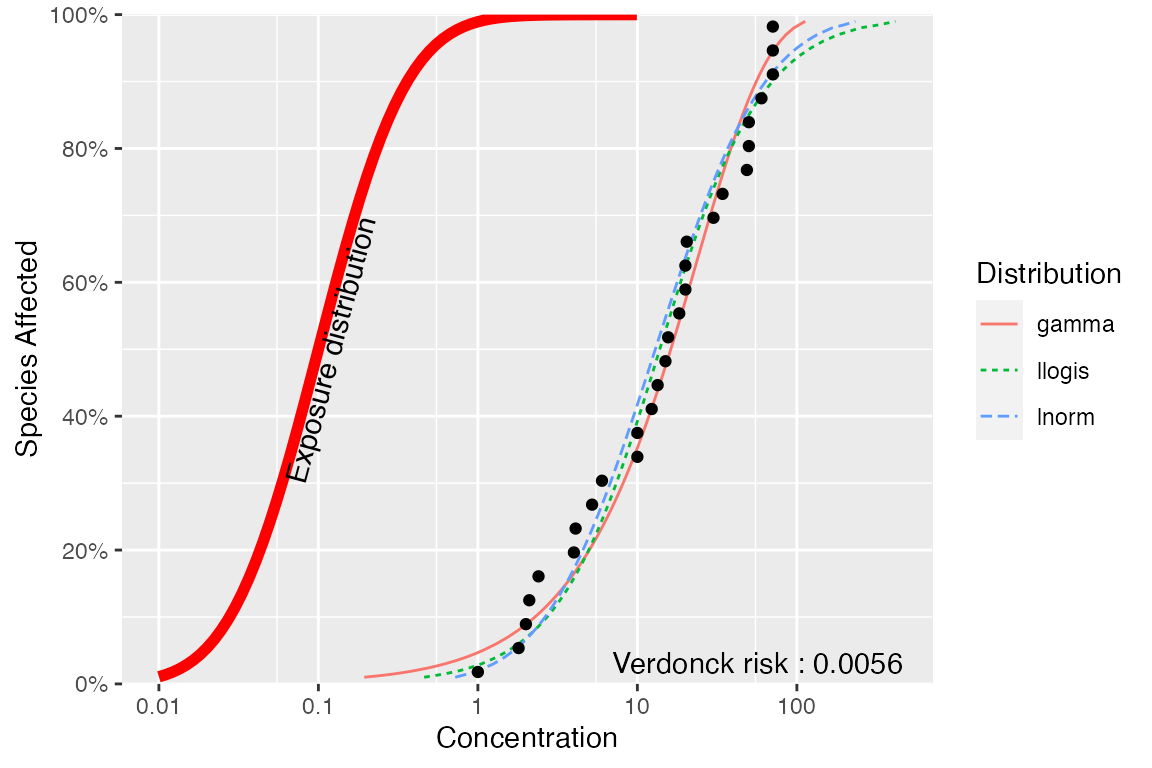 100%
80%
60%
40%
20%
0%
Species Affected
Exposure distribution
Verdonck risk : 0.0056
0.01
0.1
1
10
100
Concentration
Distribution
gamma
llogis
lnorm